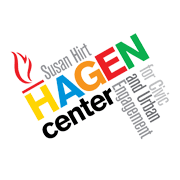 Susan Hirt
HAGEN
center
for Civic
and Urban
Engagement